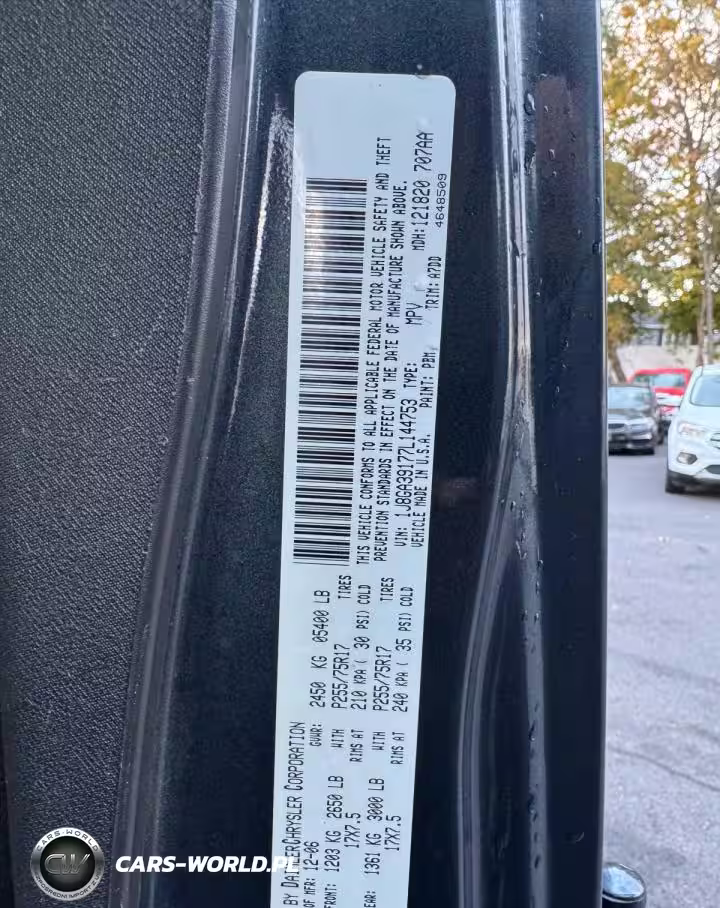 BY DAIMLERCHRYSLER CORPORATION
OF MFR: 12-06 GVWR: 2450 KG 05400 LB
FRONT: 1203 KG 2650 LB WITH P255/75R17 TIRES
17X7.5 RIMS AT 210 KPA ( 30 PSI) COLD
1361 KG 3000 LB WITH P255/75R17 TIRES
17X7.5 RIMS AT 240 KPA ( 35 PSI) COLD
THIS VEHICLE CONFORMS TO ALL APPLICABLE FEDERAL MOTOR VEHICLE SAFETY AND THEFT
PREVENTION STANDARDS IN EFFECT ON THE DATE OF MANUFACTURE SHOWN ABOVE.
VIN: 1J8GA39177L144753 TYPE: MPV MDH: 121820 707AA
VEHICLE MADE IN U.S.A. PAINT: PBM TRIM: A7DD 4648509
CARS-WORLD
CW
CARS-WORLD.PL